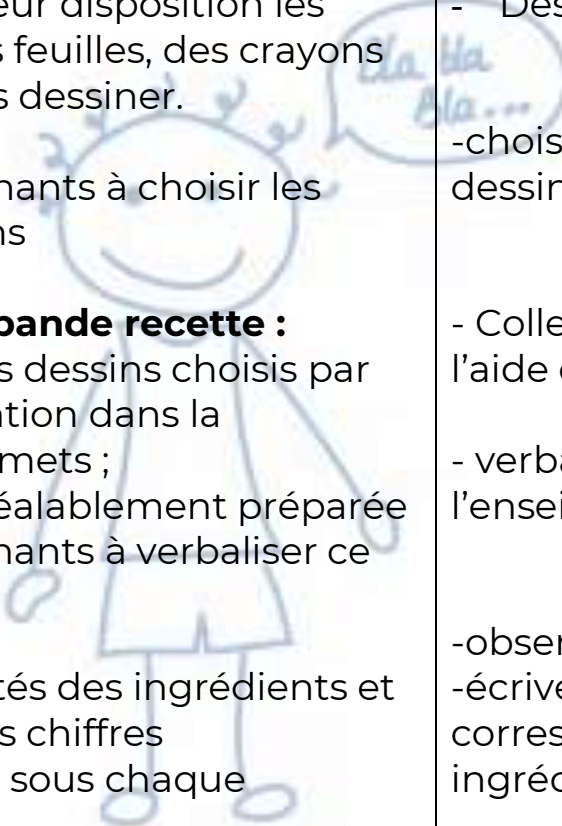 eur disposition les
s feuilles, des crayons
s dessiner.
nants à choisir les
ns
bande recette :
s dessins choisis par
tion dans la
mets ;
éalablement préparée
nants à verbaliser ce
tés des ingrédients et
s chiffres
sous chaque
Bla bla
Bla...
- Des
-chois
dessin
- Colle
l'aide
- verba
l'ensei
-obser
-écrive
corres
ingréd